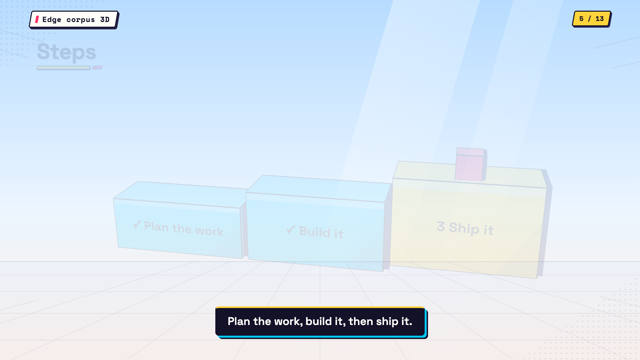 Edge corpus 3D
5 / 13
Steps
✓ Plan the work
✓ Build it
3 Ship it
Plan the work, build it, then ship it.